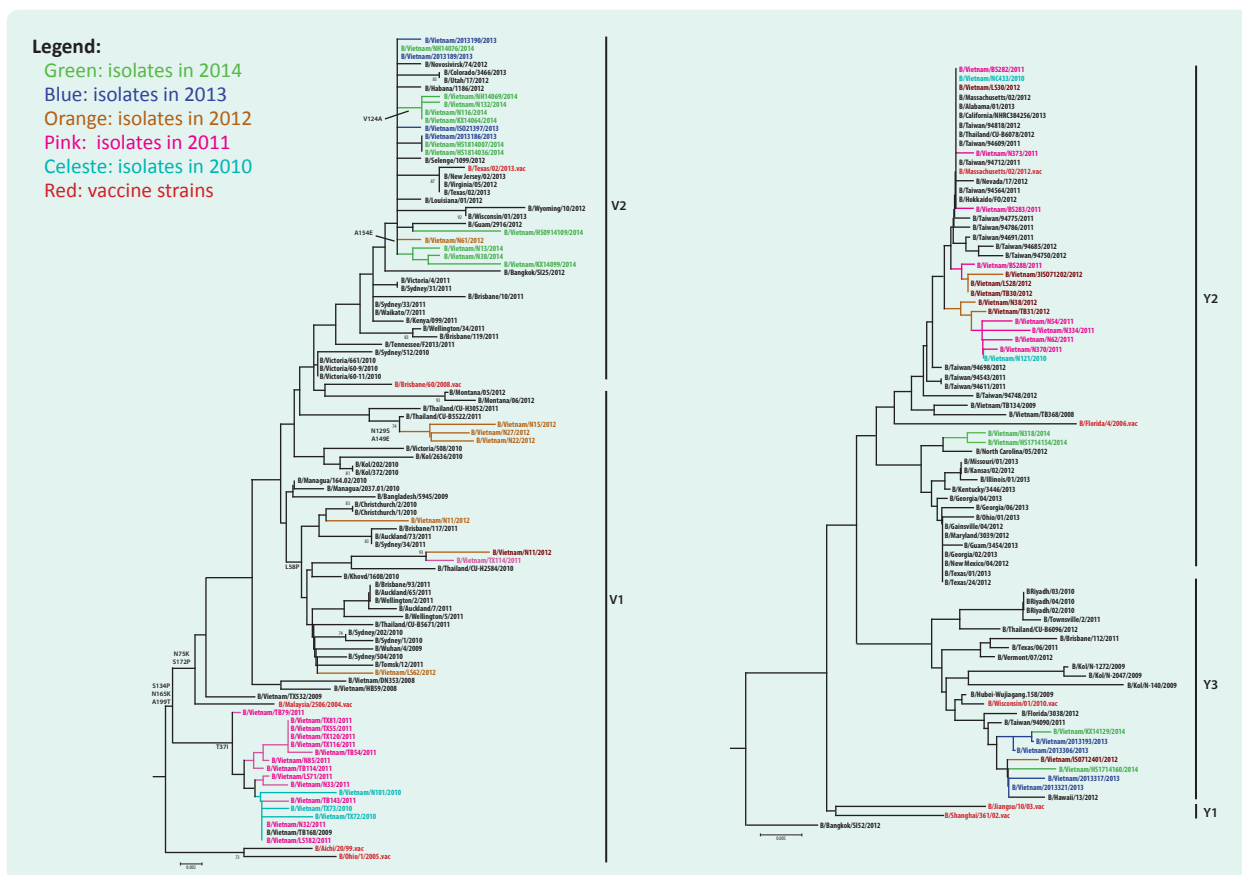 Legend:
Green: isolates in 2014
Blue: isolates in 2013
Orange: isolates in 2012
Pink: isolates in 2011
Celeste: isolates in 2010
Red: vaccine strains
B/Vietnam/2013190/2013
B/Vietnam/NH14076/2014
B/Vietnam/2013189/2013
B/Novosivirsk/74/2012
B/Colorado/3466/2013
B/Utah/17/2012
B/Habana/1186/2012
B/Vietnam/NH14069/2014
B/Vietnam/N132/2014
B/Vietnam/N116/2014
B/Vietnam/KX14064/2014
V124A
B/Vietnam/ISO21397/2013
B/Vietnam/2013186/2013
B/Vietnam/HS1814007/2014
B/Vietnam/HS1814036/2014
B/Selenge/1099/2012
B/Texas/02/2013.vac
B/New Jersey/02/2013
87
B/Virginia/05/2012
B/Texas/02/2013
B/Louisiana/01/2012
B/Wyoming/10/2012
92
B/Wisconsin/01/2013
B/Guam/2916/2012
B/Vietnam/HS0914109/2014
A154E
B/Vietnam/N61/2012
B/Vietnam/N13/2014
B/Vietnam/N38/2014
B/Vietnam/KX14099/2014
B/Bangkok/SI25/2012
B/Victoria/4/2011
B/Sydney/31/2011
B/Brisbane/10/2011
B/Sydney/33/2011
B/Waikato/7/2011
B/Kenya/099/2011
B/Wellington/34/2011
B/Brisbane/119/2011
B/Tennessee/F2013/2011
B/Sydney/512/2010
B/Victoria/661/2010
B/Victoria/60-9/2010
B/Victoria/60-11/2010
V2
B/Brisbane/60/2008.vac
B/Montana/05/2012
92
B/Montana/06/2012
B/Thailand/CU-H3052/2011
B/Thailand/CU-B5522/2011
N129S
A149E
B/Vietnam/N15/2012
B/Vietnam/N27/2012
B/Vietnam/N22/2012
B/Victoria/508/2010
B/Kol/2636/2010
B/Kol/202/2010
B/Kol/372/2010
B/Managua/164.02/2010
B/Managua/2037.01/2010
B/Bangladesh/5945/2009
B/Christchurch/2/2010
B/Christchurch/1/2010
B/Vietnam/N11/2012
B/Brisbane/117/2011
B/Auckland/73/2011
B/Sydney/34/2011
B/Vietnam/N11/2012
B/Vietnam/TX114/2011
L58P
B/Thailand/CU-H2584/2010
B/Khovd/1608/2010
B/Brisbane/93/2011
B/Auckland/65/2011
B/Wellington/2/2011
B/Auckland/7/2011
B/Wellington/5/2011
B/Thailand/CU-B5671/2011
B/Sydney/202/2010
B/Sydney/1/2010
B/Wuhan/4/2009
B/Sydney/504/2010
B/Tomsk/12/2011
B/Vietnam/LS62/2012
V1
N75K
S172P
B/Vietnam/DN353/2008
B/Vietnam/HB59/2008
S134P
N165K
A199T
B/Vietnam/TX532/2009
B/Malaysia/2506/2004.vac
B/Vietnam/TB79/2011
B/Vietnam/TX81/2011
B/Vietnam/TX55/2011
B/Vietnam/TX120/2011
B/Vietnam/TX116/2011
T37I
B/Vietnam/TB54/2011
B/Vietnam/N85/2011
B/Vietnam/TB114/2011
B/Vietnam/LS71/2011
B/Vietnam/N33/2011
B/Vietnam/N101/2010
B/Vietnam/TB143/2011
B/Vietnam/TX73/2010
B/Vietnam/TX72/2010
B/Vietnam/N32/2011
B/Vietnam/TB168/2009
B/Vietnam/LS182/2011
B/Aichi/20/99.vac
B/Ohio/1/2005.vac
0.002
B/Vietnam/BS282/2011
B/Vietnam/NC433/2010
B/Vietnam/LS30/2012
B/Massachusetts/02/2012
B/Alabama/01/2013
B/California/NHRC384256/2013
B/Taiwan/94818/2012
B/Thailand/CU-B6078/2012
B/Taiwan/94609/2011
B/Vietnam/N373/2011
B/Taiwan/94712/2011
B/Massachusetts/02/2012.vac
B/Nevada/17/2012
B/Taiwan/94564/2011
B/Hokkaido/FO/2012
B/Vietnam/BS283/2011
B/Taiwan/94775/2011
B/Taiwan/94786/2011
B/Taiwan/94691/2011
B/Taiwan/94685/2012
B/Taiwan/94750/2012
B/Vietnam/BS288/2011
B/Vietnam/3ISO71202/2012
B/Vietnam/LS28/2012
B/Vietnam/TB30/2012
B/Vietnam/N38/2012
B/Vietnam/TB31/2012
B/Vietnam/N54/2011
B/Vietnam/N334/2011
B/Vietnam/N62/2011
B/Vietnam/N370/2011
B/Vietnam/N121/2010
B/Taiwan/94698/2012
B/Taiwan/94543/2011
B/Taiwan/94611/2011
B/Taiwan/94748/2012
B/Vietnam/TB134/2009
B/Vietnam/TB368/2008
B/Florida/4/2006.vac
B/Vietnam/N318/2014
B/Vietnam/HS1714154/2014
B/North Carolina/05/2012
B/Missouri/01/2013
B/Kansas/02/2012
B/Illinois/01/2013
B/Kentucky/3446/2013
B/Georgia/04/2013
B/Georgia/06/2013
B/Ohio/01/2013
B/Gainsville/04/2012
B/Maryland/3039/2012
B/Guam/3454/2013
B/Georgia/02/2013
B/New Mexico/04/2012
B/Texas/01/2013
B/Texas/24/2012
Y2
BRiyadh/03/2010
BRiyadh/04/2010
BRiyadh/02/2010
B/Townsville/2/2011
B/Thailand/CU-B6096/2012
B/Brisbane/112/2011
B/Texas/06/2011
B/Vermont/07/2012
B/Kol/N-1272/2009
B/Kol/N-2047/2009
B/Kol/N-140/2009
B/Hubei-Wujiagang.158/2009
B/Wisconsin/01/2010.vac
B/Florida/3038/2012
B/Taiwan/94090/2011
B/Vietnam/KX14129/2014
B/Vietnam/2013193/2013
B/Vietnam/2013306/2013
B/Vietnam/ISO712401/2012
B/Vietnam/HS1714160/2014
B/Vietnam/2013317/2013
B/Vietnam/2013321/2013
B/Hawaii/13/2012
Y3
B/Jiangsu/10/03.vac
B/Shanghai/361/02.vac
Y1
B/Bangkok/SI52/2012